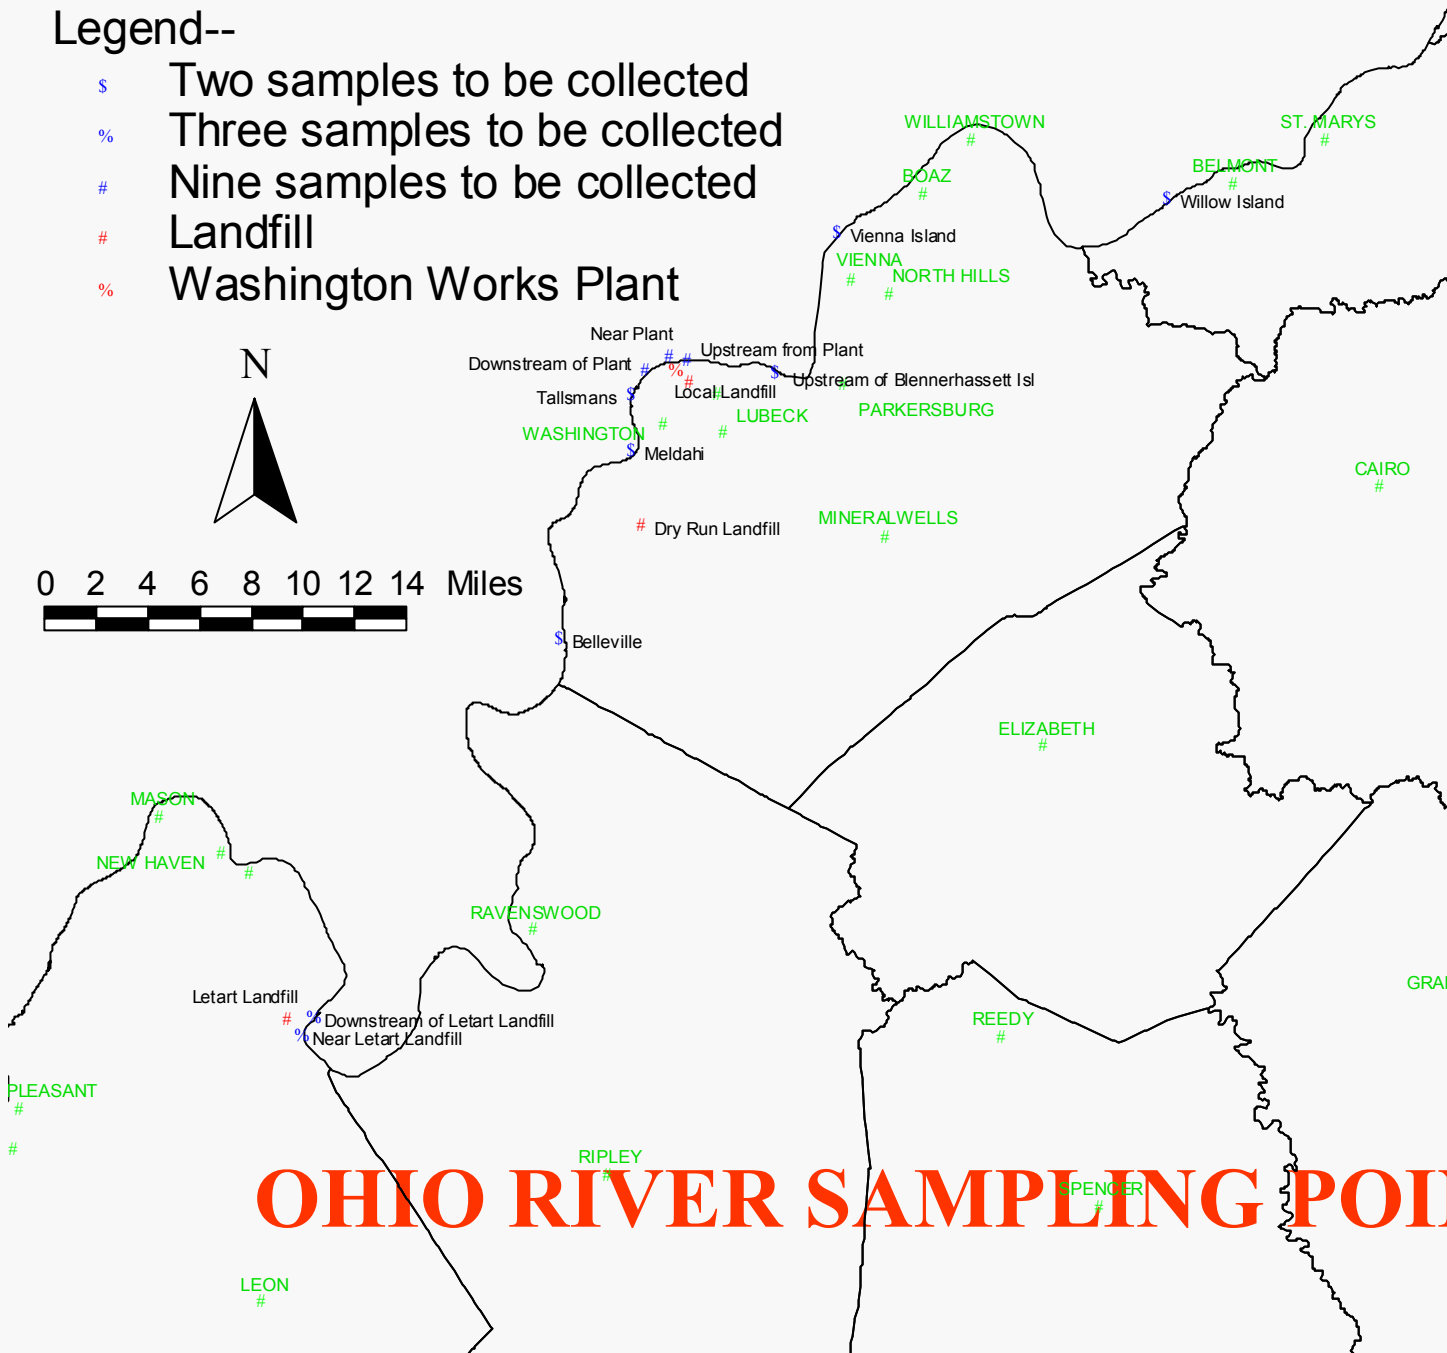 Legend--
$ Two samples to be collected
% Three samples to be collected
# Nine samples to be collected
# Landfill
% Washington Works Plant
WILLIAMSTOWN
#
ST. MARYS
#
BELMONT
#
BOAZ
#
$ Willow Island
$ Vienna Island
VIENNA
#
NORTH HILLS
#
N
Near Plant #
# Upstream from Plant
Downstream of Plant #
%
$ Upstream of Blennerhassett Isl
#
#
Local Landfill
#
Tallsmans $
PARKERSBURG
LUBECK
#
WASHINGTON #
$ Meldahi
CAIRO
#
MINERALWELLS
#
# Dry Run Landfill
0 2 4 6 8 10 12 14 Miles
$ Belleville
ELIZABETH
#
MASON
#
NEW HAVEN #
#
RAVENSWOOD
#
GRA
Letart Landfill
#
% Downstream of Letart Landfill
% Near Letart Landfill
REEDY
#
PLEASANT
#
#
RIPLEY
#
OHIO RIVER SAMPLING POI
SPENCER
#
LEON
#